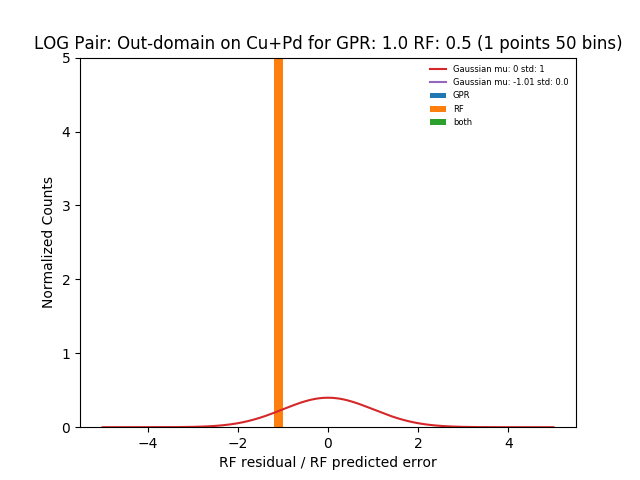 LOG Pair: Out-domain on Cu+Pd for GPR: 1.0 RF: 0.5 (1 points 50 bins)
Gaussian mu: 0 std: 1
Gaussian mu: -1.01 std: 0.0
GPR
RF
both
Normalized Counts
5
4
3
2
1
0
−4 −2 0 2 4
RF residual / RF predicted error